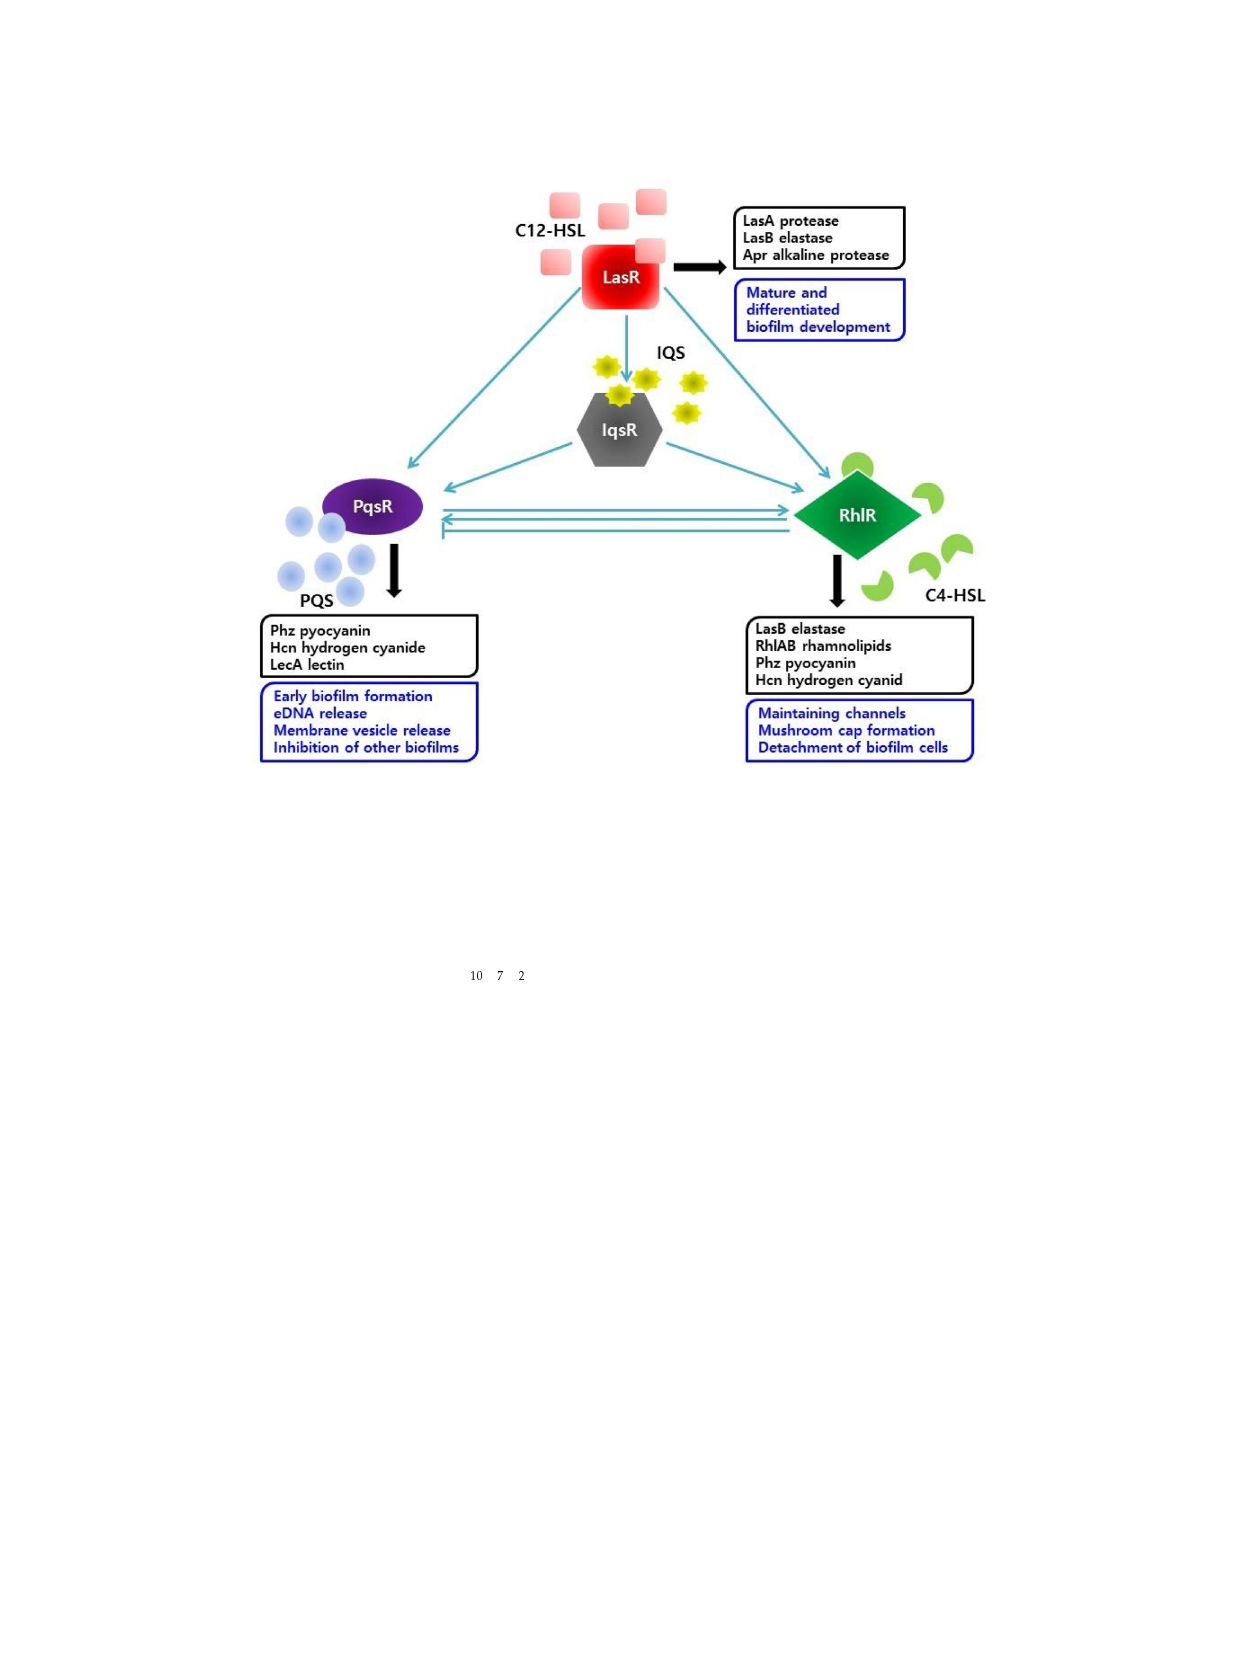 C12-HSL
LasR
LasA protease
LasB elastase
Apr alkaline protease
Mature and
differentiated
biofilm development
IQS
IqsR
PqsR
RhlR
PQS
C4-HSL
Phz pyocyanin
Hcn hydrogen cyanide
LecA lectin
Early biofilm formation
eDNA release
Membrane vesicle release
Inhibition of other biofilms
LasB elastase
RhlAB rhamnolipids
Phz pyocyanin
Hcn hydrogen cyanid
Maintaining channels
Mushroom cap formation
Detachment of biofilm cells
10 7 2